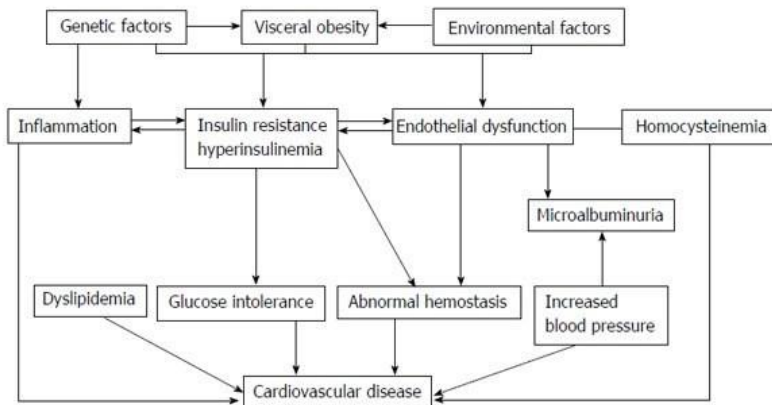 Genetic factors
Visceral obesity
Environmental factors
Inflammation
Insulin resistance
hyperinsulinemia
Endothelial dysfunction
Homocysteinemia
Microalbuminuria
Dyslipidemia
Glucose intolerance
Abnormal hemostasis
Increased
blood pressure
Cardiovascular disease